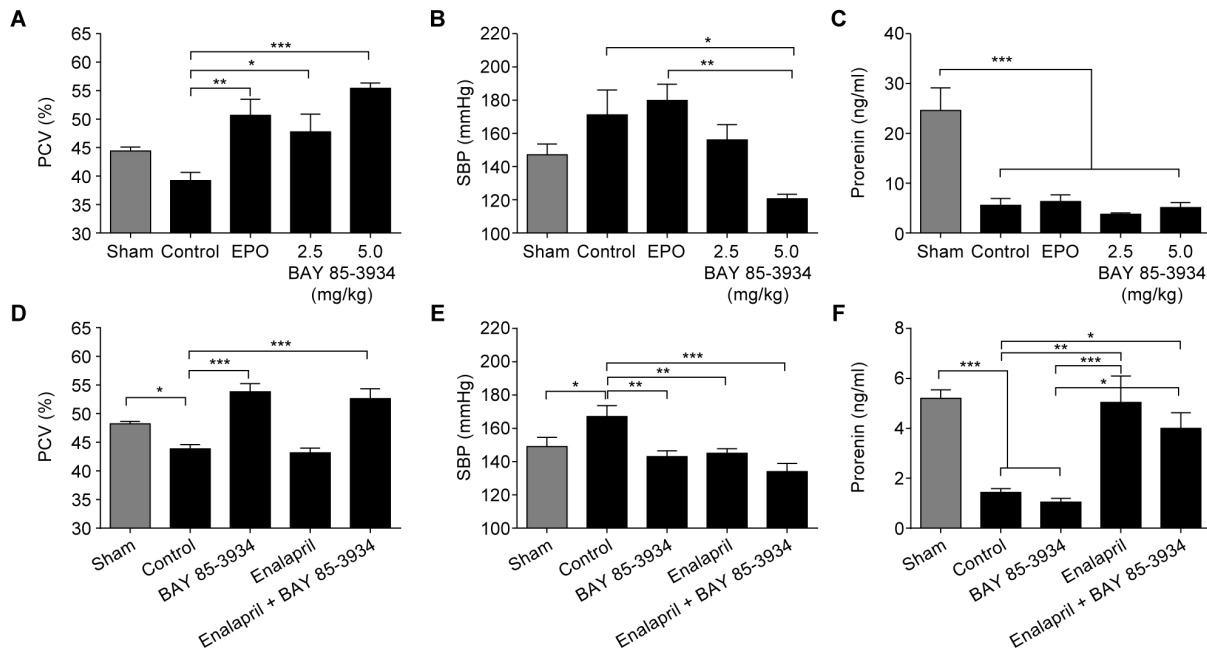 A
PCV (%)
65
60
55
50
45
40
35
30
***
*
**
Sham Control EPO 2.5 5.0
BAY 85-3934
(mg/kg)
B
SBP (mmHg)
220
200
180
160
140
120
100
*
**
Sham Control EPO 2.5 5.0
BAY 85-3934
(mg/kg)
C
Prorenin (ng/ml)
40
30
20
10
0
***
Sham Control EPO 2.5 5.0
BAY 85-3934
(mg/kg)
D
PCV (%)
65
60
55
50
45
40
35
30
***
***
*
Sham
Control
BAY 85-3934
Enalapril
Enalapril + BAY 85-3934
E
SBP (mmHg)
220
200
180
160
140
120
100
***
**
* **
Sham
Control
BAY 85-3934
Enalapril
Enalapril + BAY 85-3934
F
Prorenin (ng/ml)
8
6
4
2
0
*
**
*** ***
*
Sham
Control
BAY 85-3934
Enalapril
Enalapril + BAY 85-3934